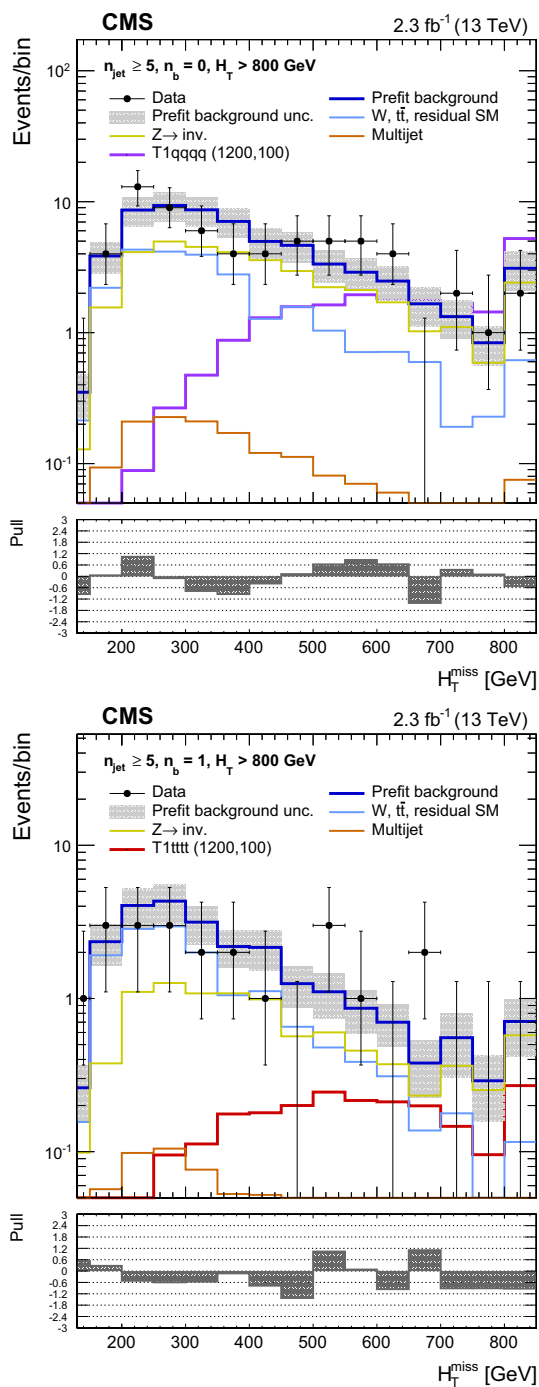 CMS 2.3 fb⁻¹ (13 TeV)
Events/bin
n_jet ≥ 5, n_b = 0, H_T > 800 GeV
Data Prefit background
Prefit background unc. W, tt̄, residual SM
Z→ inv. Multijet
T1qqqq (1200,100)
10²
10
1
10⁻¹
Pull
3
2.4
1.8
1.2
0.6
0
-0.6
-1.2
-1.8
-2.4
-3
200 300 400 500 600 700 800
H_T^miss [GeV]
CMS 2.3 fb⁻¹ (13 TeV)
Events/bin
n_jet ≥ 5, n_b = 1, H_T > 800 GeV
Data Prefit background
Prefit background unc. W, tt̄, residual SM
Z→ inv. Multijet
T1tttt (1200,100)
10
1
10⁻¹
Pull
3
2.4
1.8
1.2
0.6
0
-0.6
-1.2
-1.8
-2.4
-3
200 300 400 500 600 700 800
H_T^miss [GeV]